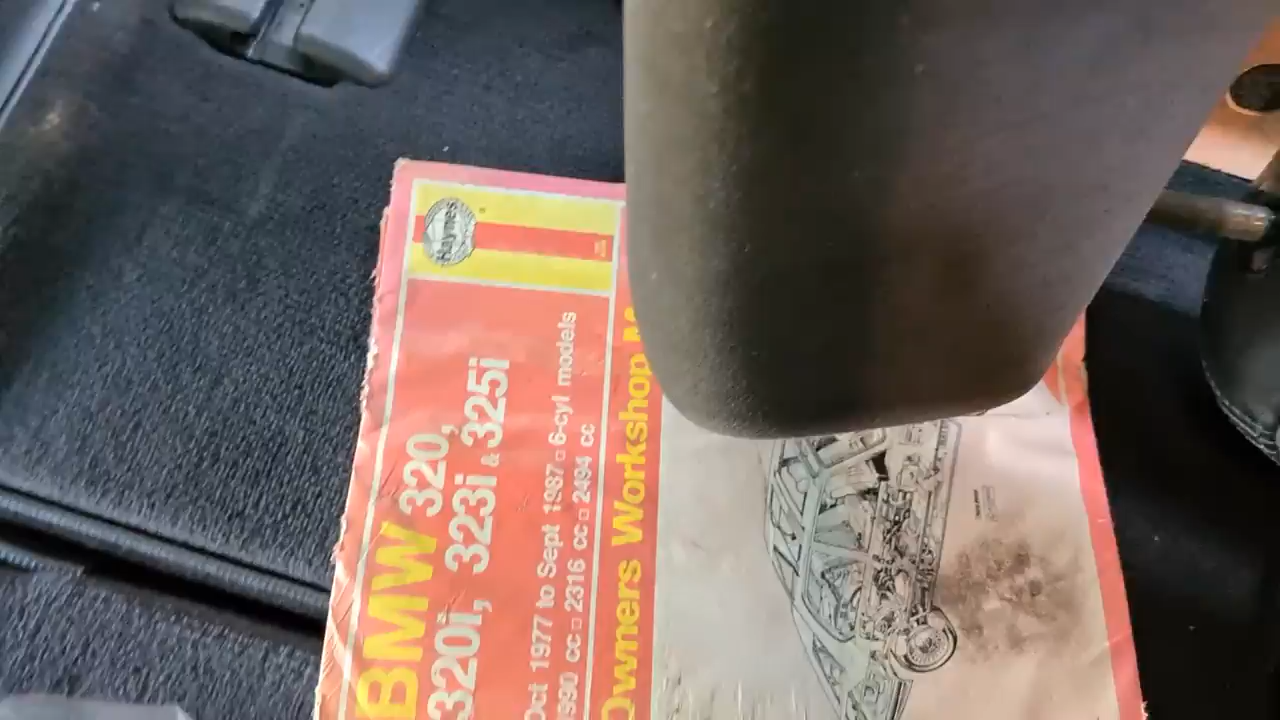 Haynes
BMW 320,
320i, 323i & 325i
Oct 1977 to Sept 1987 □ 6-cyl models
1990 cc □ 2316 cc □ 2494 cc
Owners Workshop M